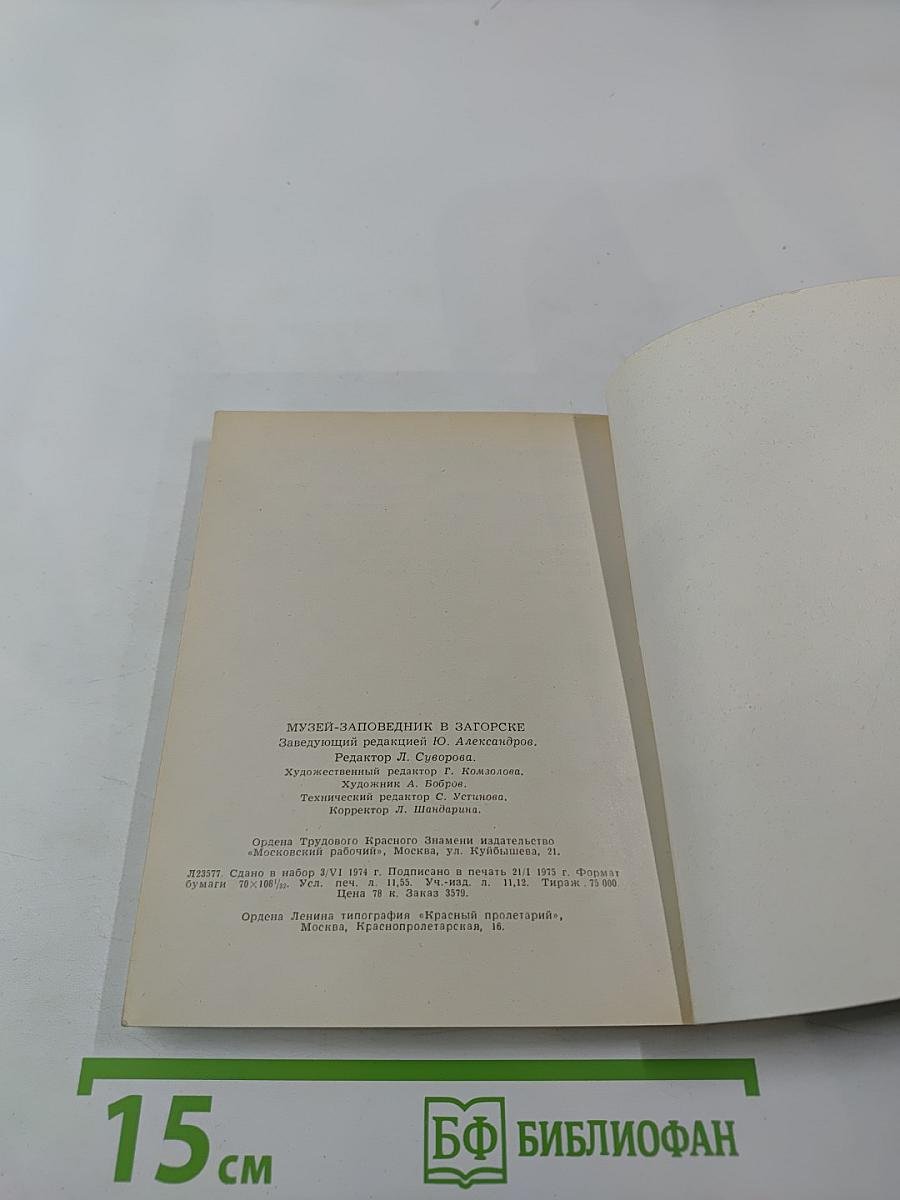 МУЗЕЙ-ЗАПОВЕДНИК В ЗАГОРСКЕ
Заведующий редакцией Ю. Александров.
Редактор Л. Суворова.
Художественный редактор Г. Комзолова.
Художник А. Бобров.
Технический редактор С. Устинова.
Корректор Л. Шандарина.
Ордена Трудового Красного Знамени издательство
«Московский рабочий», Москва, ул. Куйбышева, 21.
Л23577. Сдано в набор 3/VI 1974 г. Подписано в печать 21/I 1975 г. Формат
бумаги 70×108¹/₃₂. Усл. печ. л. 11,55. Уч.-изд. л. 11,12. Тираж 75 000.
Цена 78 к. Заказ 3579.
Ордена Ленина типография «Красный пролетарий»,
Москва, Краснопролетарская, 16.
15 см
БФ БИБЛИОФАН